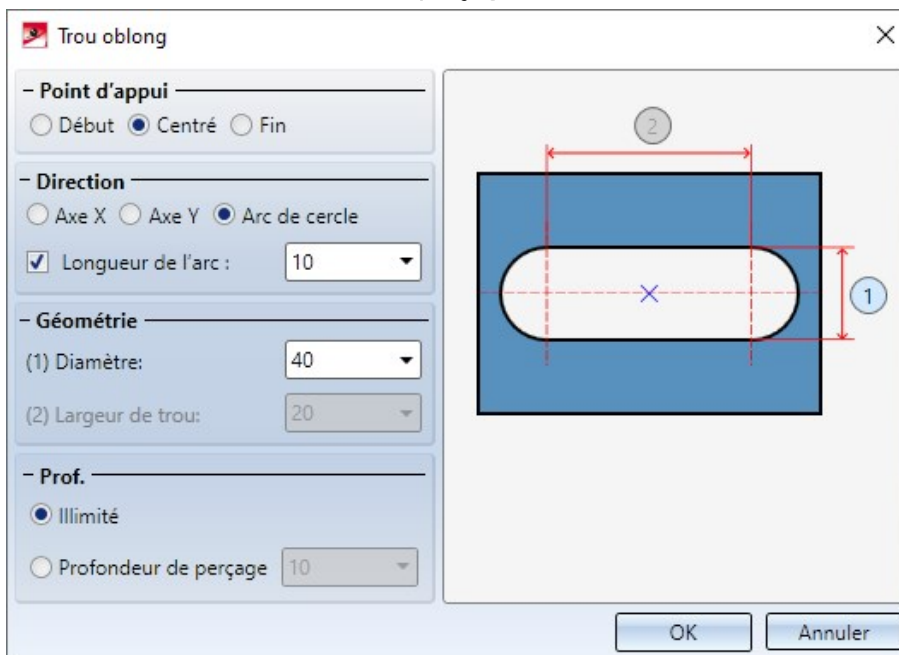 Trou oblong
Point d'appui
Début Centré Fin
Direction
Axe X Axe Y Arc de cercle
Longueur de l'arc : 10
Géométrie
(1) Diamètre: 40
(2) Largeur de trou: 20
Prof.
Illimité
Profondeur de perçage 10
2
1
OK Annuler